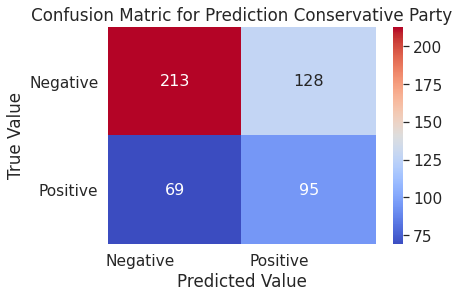 Confusion Matric for Prediction Conservative Party
Negative
213
128
True Value
Positive
69
95
Negative
Positive
Predicted Value
200
175
150
125
100
75